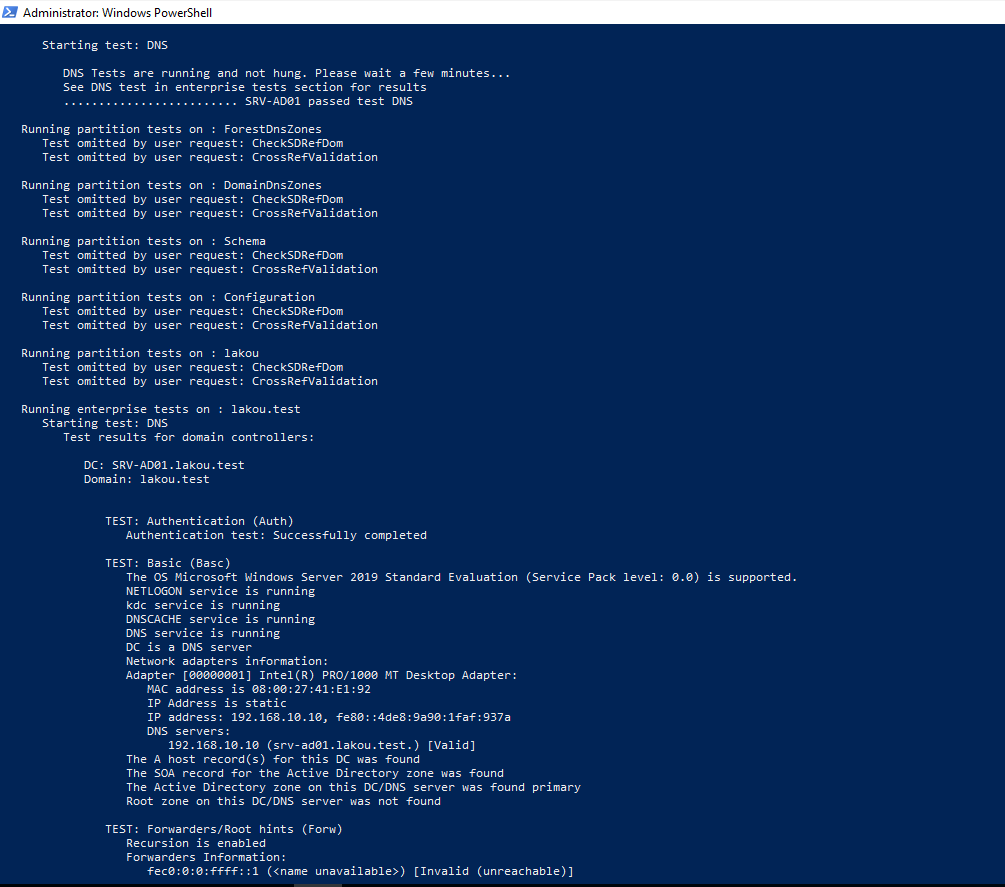 Administrator: Windows PowerShell
Starting test: DNS
DNS Tests are running and not hung. Please wait a few minutes...
See DNS test in enterprise tests section for results
......................... SRV-AD01 passed test DNS
Running partition tests on : ForestDnsZones
Test omitted by user request: CheckSDRefDom
Test omitted by user request: CrossRefValidation
Running partition tests on : DomainDnsZones
Test omitted by user request: CheckSDRefDom
Test omitted by user request: CrossRefValidation
Running partition tests on : Schema
Test omitted by user request: CheckSDRefDom
Test omitted by user request: CrossRefValidation
Running partition tests on : Configuration
Test omitted by user request: CheckSDRefDom
Test omitted by user request: CrossRefValidation
Running partition tests on : lakou
Test omitted by user request: CheckSDRefDom
Test omitted by user request: CrossRefValidation
Running enterprise tests on : lakou.test
Starting test: DNS
Test results for domain controllers:
DC: SRV-AD01.lakou.test
Domain: lakou.test
TEST: Authentication (Auth)
Authentication test: Successfully completed
TEST: Basic (Basc)
The OS Microsoft Windows Server 2019 Standard Evaluation (Service Pack level: 0.0) is supported.
NETLOGON service is running
kdc service is running
DNSCACHE service is running
DNS service is running
DC is a DNS server
Network adapters information:
Adapter [00000001] Intel(R) PRO/1000 MT Desktop Adapter:
MAC address is 08:00:27:41:E1:92
IP Address is static
IP address: 192.168.10.10, fe80::4de8:9a90:1faf:937a
DNS servers:
192.168.10.10 (srv-ad01.lakou.test.) [Valid]
The A host record(s) for this DC was found
The SOA record for the Active Directory zone was found
The Active Directory zone on this DC/DNS server was found primary
Root zone on this DC/DNS server was not found
TEST: Forwarders/Root hints (Forw)
Recursion is enabled
Forwarders Information:
fec0:0:0:ffff::1 (<name unavailable>) [Invalid (unreachable)]